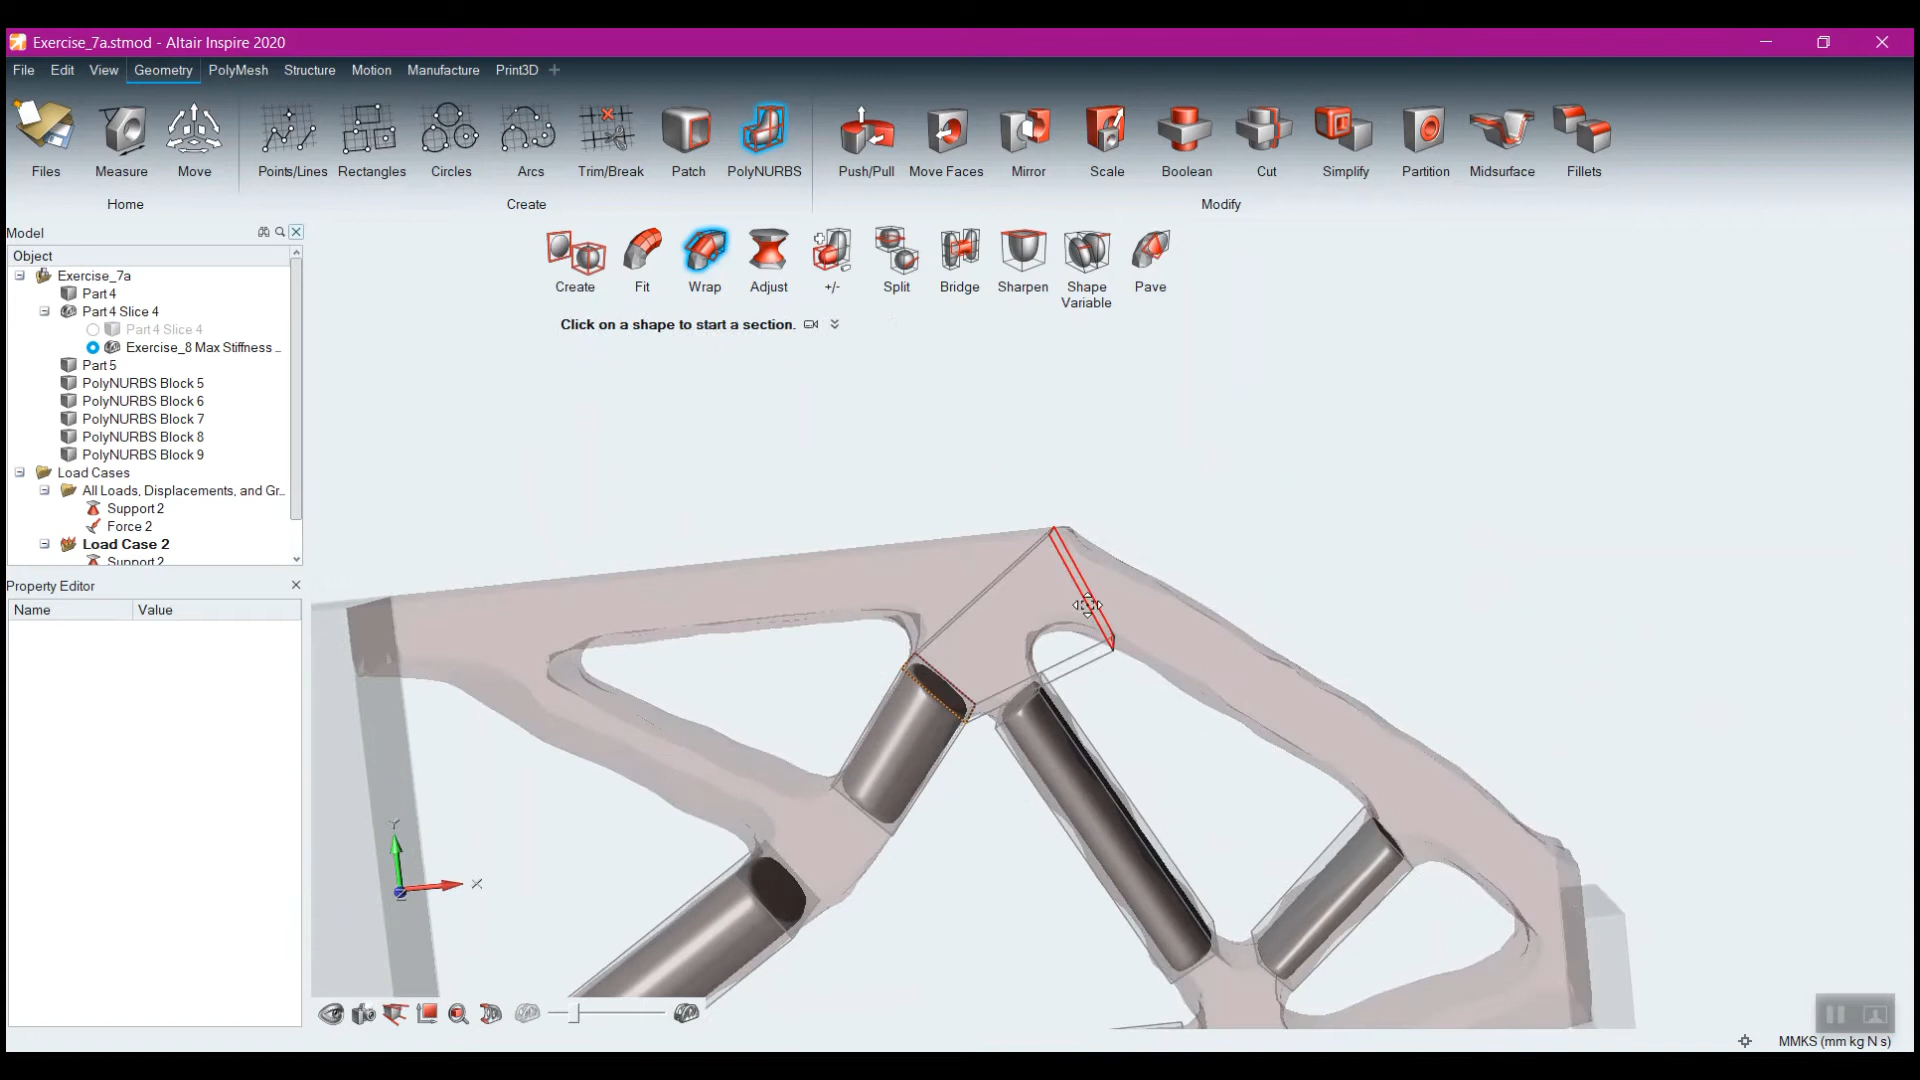 Exercise_7a.stmod - Altair Inspire 2020
File Edit View Geometry PolyMesh Structure Motion Manufacture Print3D
Files Measure Move Points/Lines Rectangles Circles Arcs Trim/Break Patch PolyNURBS Push/Pull Move Faces Mirror Scale Boolean Cut Simplify Partition Midsurface Fillets
Home Create Modify
Model
Object
Exercise_7a
Part 4
Part 4 Slice 4
Part 4 Slice 4
Exercise_8 Max Stiffness ..
Part 5
PolyNURBS Block 5
PolyNURBS Block 6
PolyNURBS Block 7
PolyNURBS Block 8
PolyNURBS Block 9
Load Cases
All Loads, Displacements, and Gr...
Support 2
Force 2
Load Case 2
Support 2
Create Fit Wrap Adjust +/- Split Bridge Sharpen Shape Variable Pave
Click on a shape to start a section.
Property Editor
Name Value
Y
X
MMKS (mm kg N s)